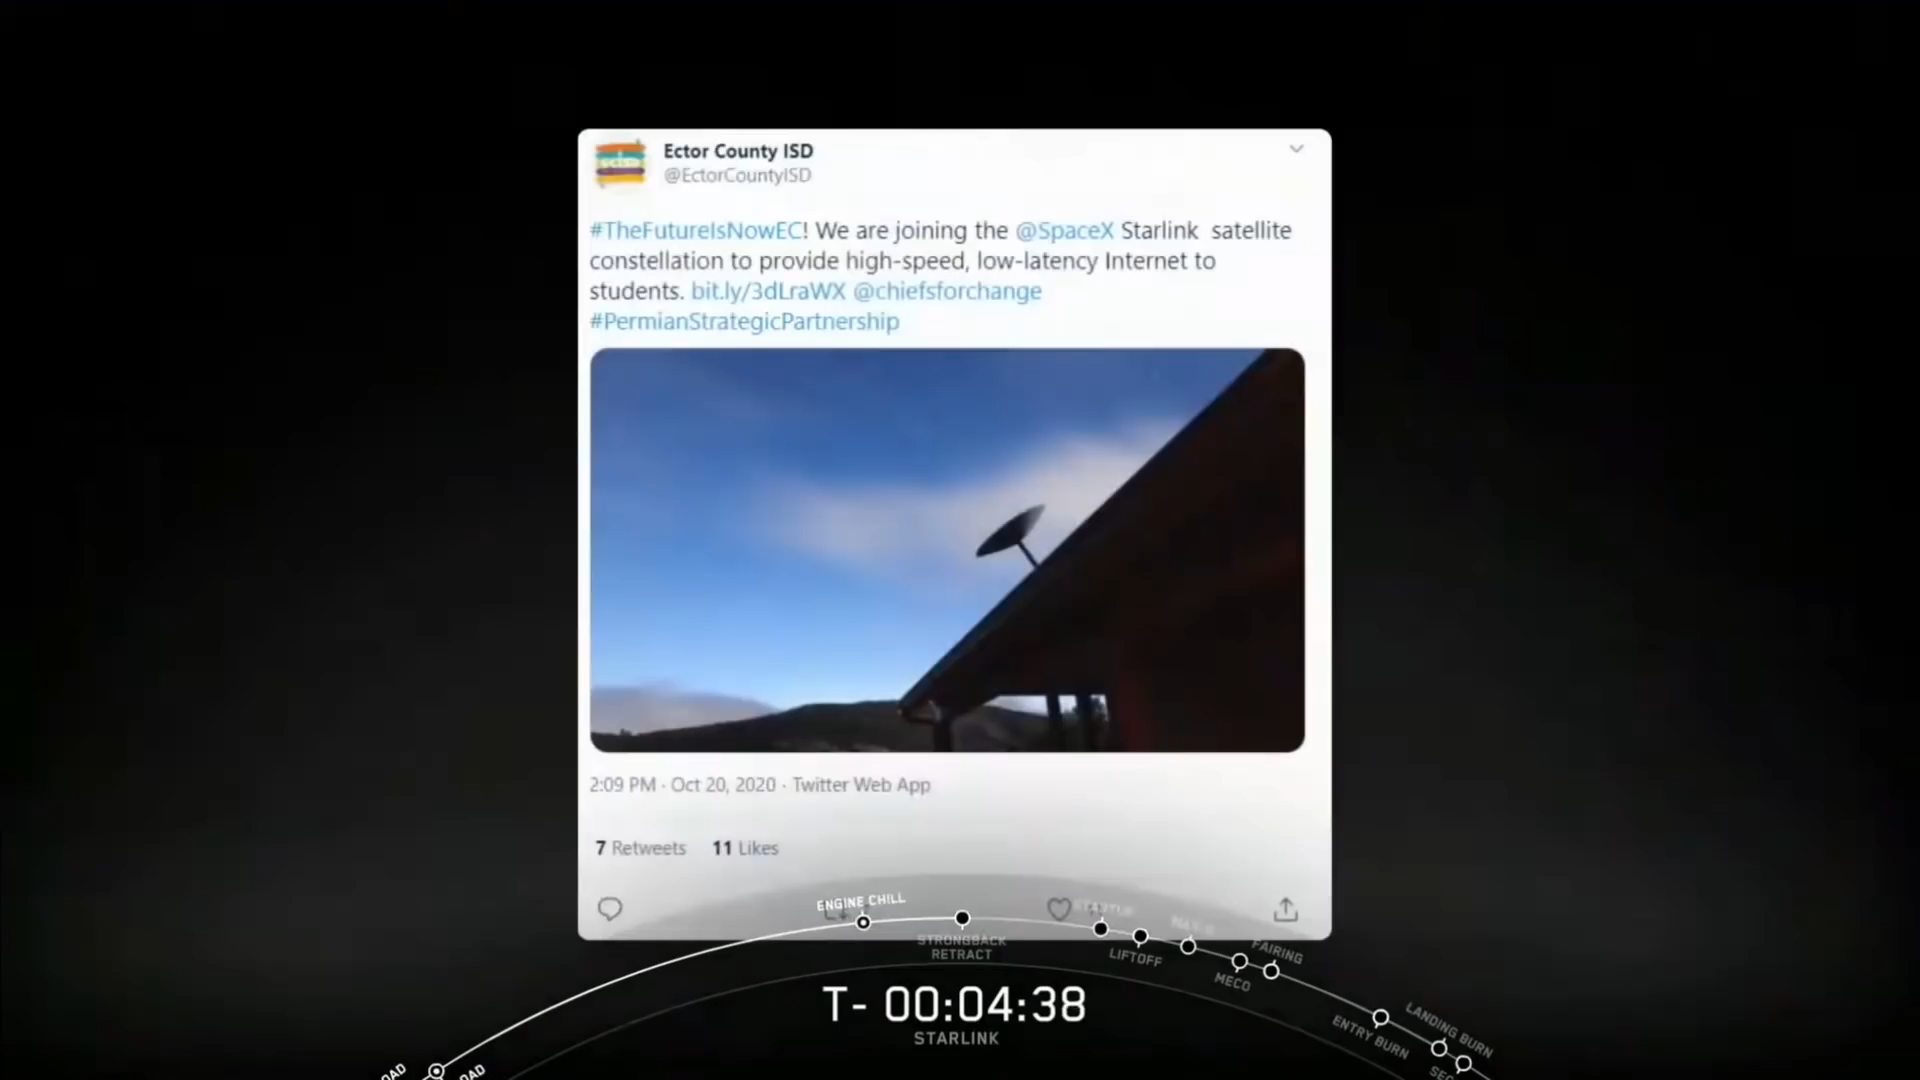 Ector County ISD
@EctorCountyISD
#TheFutureIsNowEC! We are joining the @SpaceX Starlink satellite
constellation to provide high-speed, low-latency Internet to
students. bit.ly/3dLraWX @chiefsforchange
#PermianStrategicPartnership
2:09 PM · Oct 20, 2020 · Twitter Web App
7 Retweets 11 Likes
ENGINE CHILL
STRONGBACK
RETRACT
STARTUP
LIFTOFF
MAX-Q
MECO
FAIRING
ENTRY BURN
LANDING BURN
T- 00:04:38
STARLINK